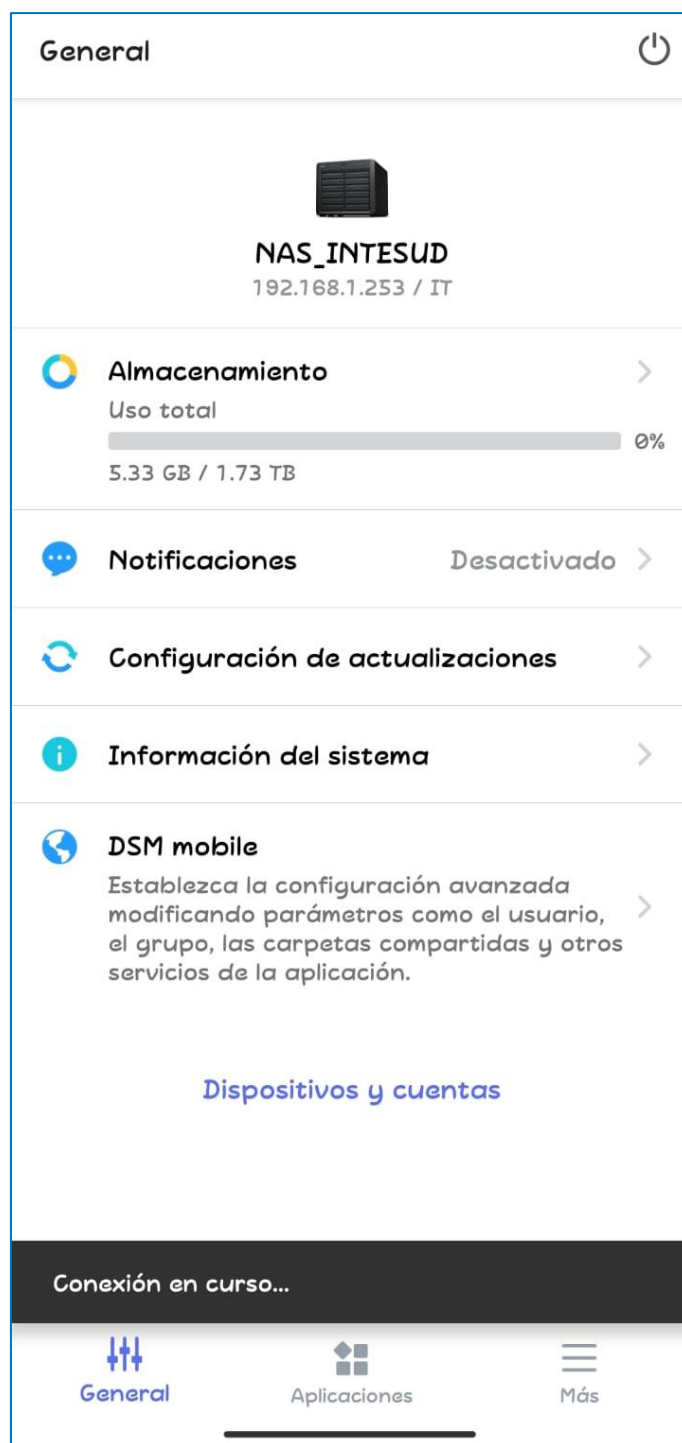 General
NAS_INTESUD
192.168.1.253 / IT
Almacenamiento
Uso total
0%
5.33 GB / 1.73 TB
Notificaciones Desactivado
Configuración de actualizaciones
Información del sistema
DSM mobile
Establezca la configuración avanzada
modificando parámetros como el usuario,
el grupo, las carpetas compartidas y otros
servicios de la aplicación.
Dispositivos y cuentas
Conexión en curso...
General Aplicaciones Más